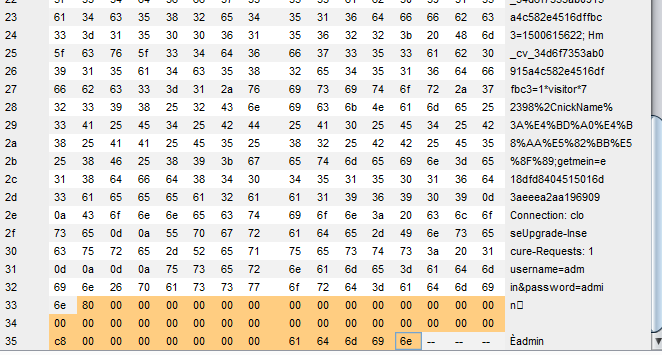 23 61 34 63 35 38 32 65 34 35 31 36 64 66 66 62 63 a4c582e4516dffbc
24 33 3d 31 35 30 30 36 31 35 36 32 32 3b 20 48 6d 3=1500615622; Hm
25 5f 63 76 5f 33 34 64 36 66 37 33 35 33 61 62 30 _cv_34d6f7353ab0
26 39 31 35 61 34 63 35 38 32 65 34 35 31 36 64 66 915a4c582e4516df
27 66 62 63 33 3d 31 2a 76 69 73 69 74 6f 72 2a 37 fbc3=1*visitor*7
28 32 33 39 38 25 32 43 6e 69 63 6b 4e 61 6d 65 25 2398%2CnickName%
29 33 41 25 45 34 25 42 44 25 41 30 25 45 34 25 42 3A%E4%BD%A0%E4%B
2a 38 25 41 41 25 45 35 25 38 32 25 42 42 25 45 35 8%AA%E5%82%BB%E5
2b 25 38 46 25 38 39 3b 67 65 74 6d 65 69 6e 3d 65 %8F%89;getmein=e
2c 31 38 64 66 64 38 34 30 34 35 31 35 30 31 36 64 18dfd8404515016d
2d 33 61 65 65 65 61 32 61 61 31 39 36 39 30 39 0d 3aeeea2aa196909
2e 0a 43 6f 6e 6e 65 63 74 69 6f 6e 3a 20 63 6c 6f Connection: clo
2f 73 65 0d 0a 55 70 67 72 61 64 65 2d 49 6e 73 65 seUpgrade-Inse
30 63 75 72 65 2d 52 65 71 75 65 73 74 73 3a 20 31 cure-Requests: 1
31 0d 0a 0d 0a 75 73 65 72 6e 61 6d 65 3d 61 64 6d username=adm
32 69 6e 26 70 61 73 73 77 6f 72 64 3d 61 64 6d 69 in&password=admi
33 6e 80 00 00 00 00 00 00 00 00 00 00 00 00 00 00 n
34 00 00 00 00 00 00 00 00 00 00 00 00 00 00 00 00
35 c8 00 00 00 00 00 00 00 61 64 6d 69 6e -- -- -- Èadmin